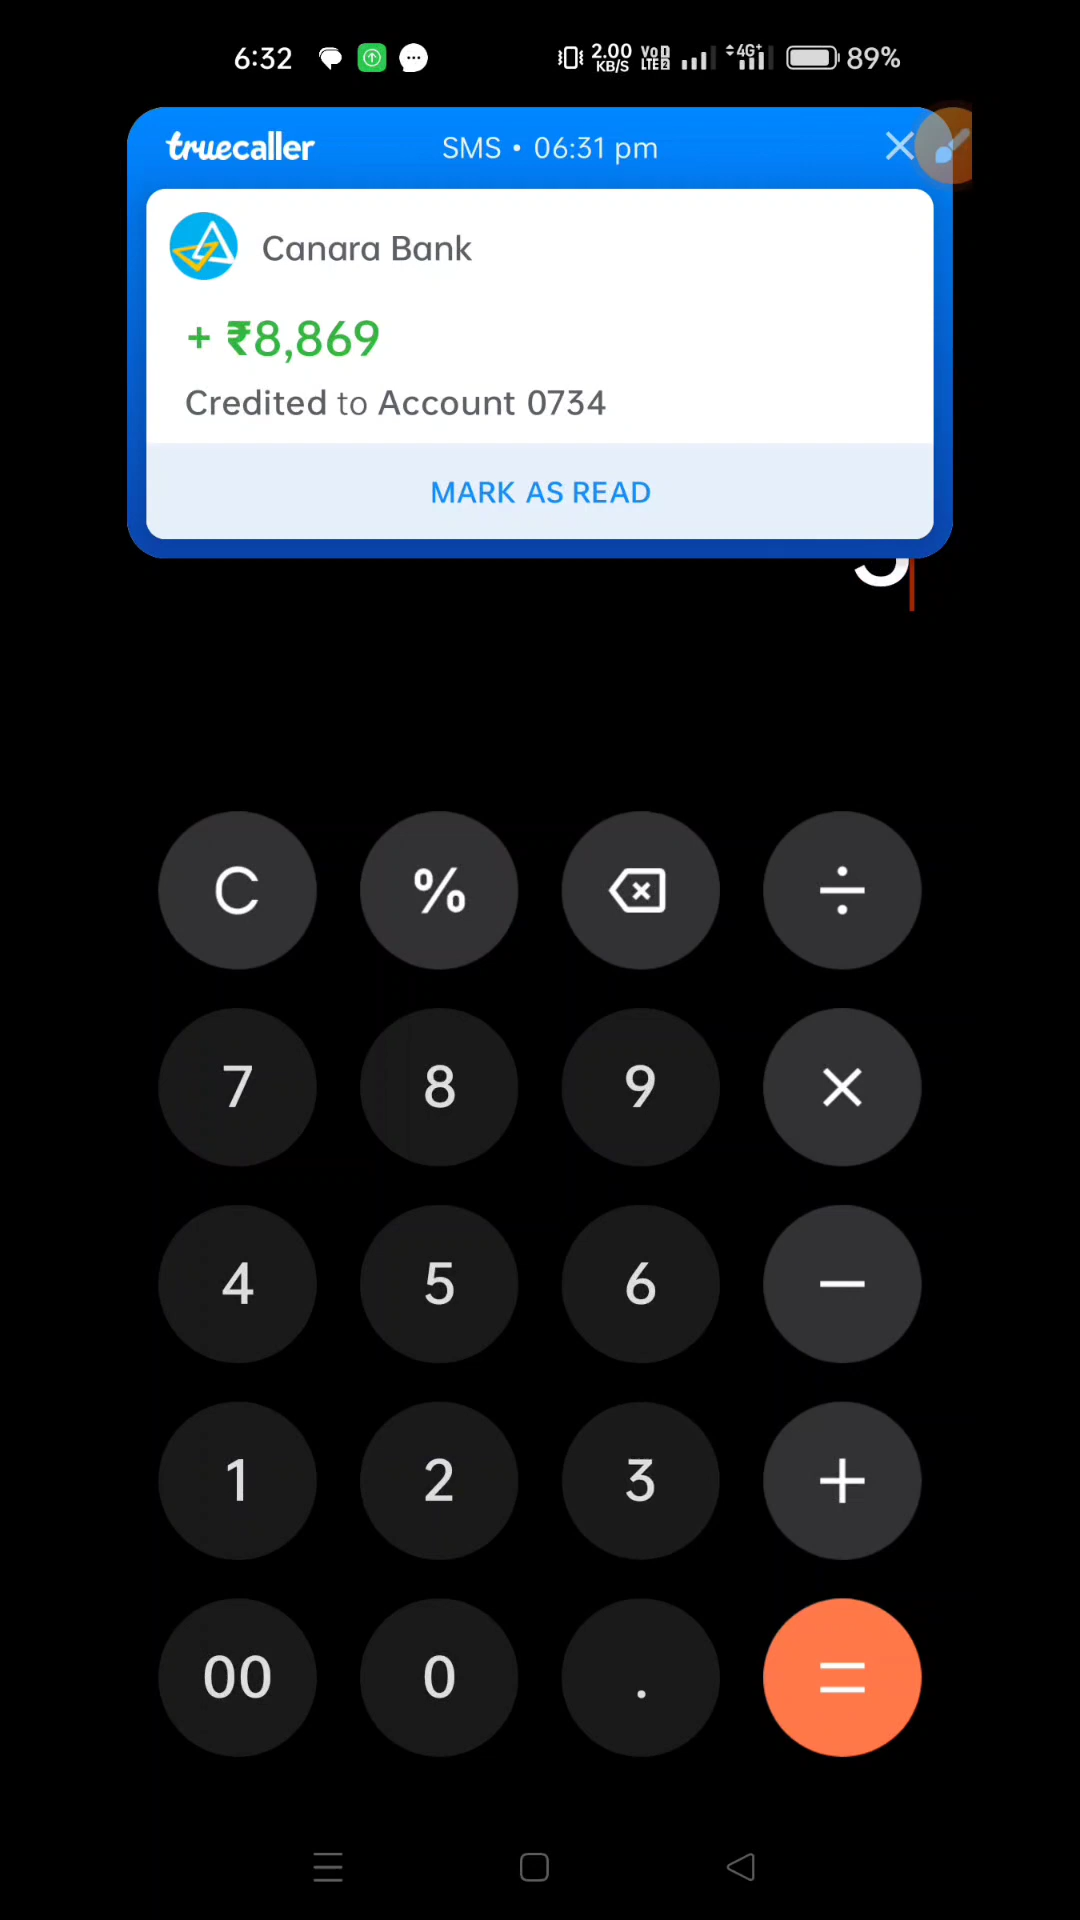 6:32 2.00 KB/S VoD LTE 2 4G+ 89%
truecaller SMS • 06:31 pm
Canara Bank
+ ₹8,869
Credited to Account 0734
MARK AS READ
C % ÷
7 8 9 ×
4 5 6 −
1 2 3 +
00 0 . =